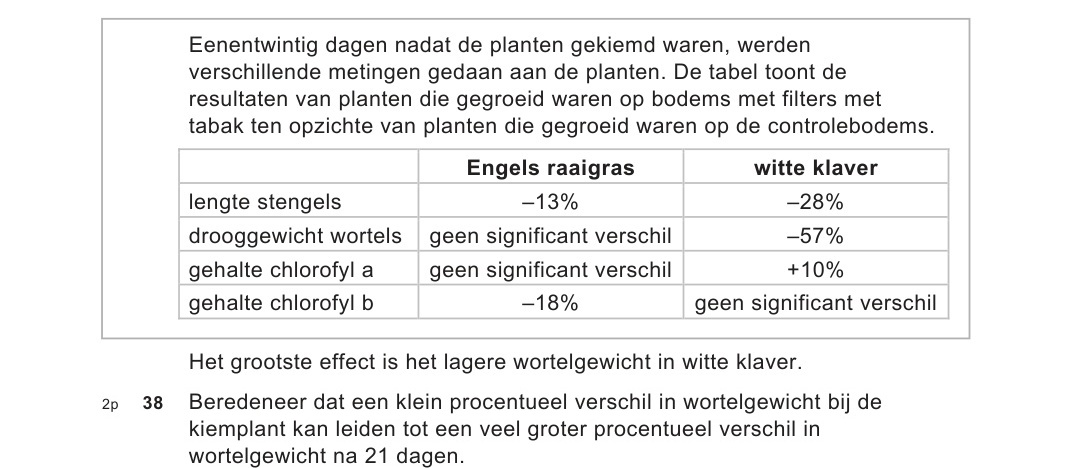 Eenentwintig dagen nadat de planten gekiemd waren, werden
verschillende metingen gedaan aan de planten. De tabel toont de
resultaten van planten die gegroeid waren op bodems met filters met
tabak ten opzichte van planten die gegroeid waren op de controlebodems.
Engels raaigras witte klaver
lengte stengels –13% –28%
drooggewicht wortels geen significant verschil –57%
gehalte chlorofyl a geen significant verschil +10%
gehalte chlorofyl b –18% geen significant verschil
Het grootste effect is het lagere wortelgewicht in witte klaver.
2p 38 Beredeneer dat een klein procentueel verschil in wortelgewicht bij de
kiemplant kan leiden tot een veel groter procentueel verschil in
wortelgewicht na 21 dagen.